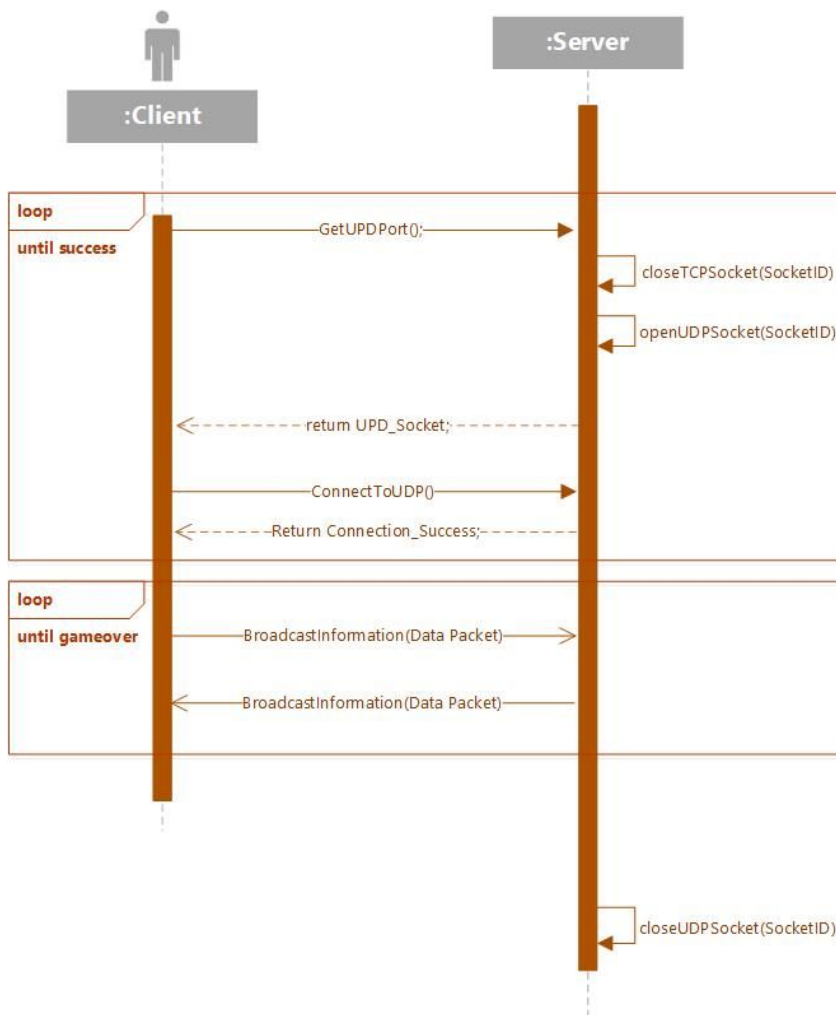 :Server
:Client
loop
until success
GetUPDPort();
closeTCPSocket(SocketID)
openUDPSocket(SocketID)
return UPD_Socket;
ConnectToUDP()
Return Connection_Success;
loop
until gameover
BroadcastInformation(Data Packet)
BroadcastInformation(Data Packet)
closeUDPSocket(SocketID)